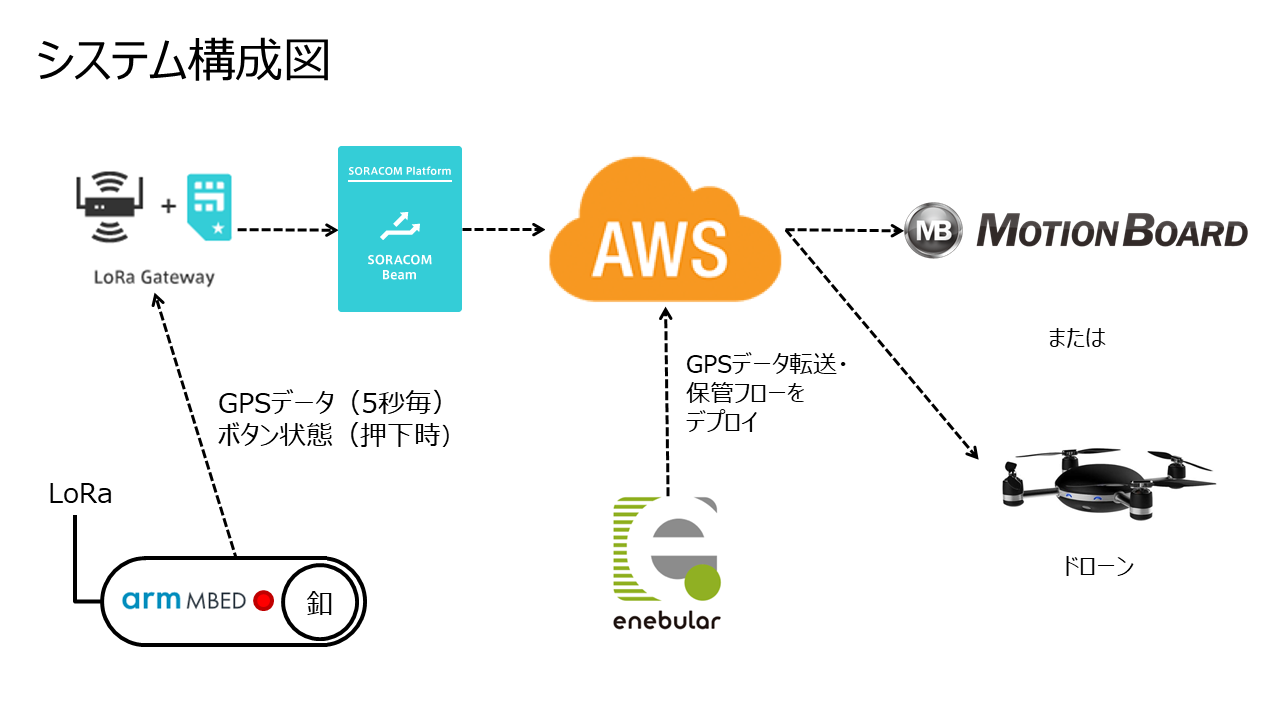 システム構成図
SORACOM Platform
SORACOM
Beam
+
LoRa Gateway
AWS
MB
MOTIONBOARD
または
GPSデータ転送・
保管フローを
デプロイ
GPSデータ（5秒毎）
ボタン状態（押下時）
LoRa
arm MBED
釦
enebular
ドローン